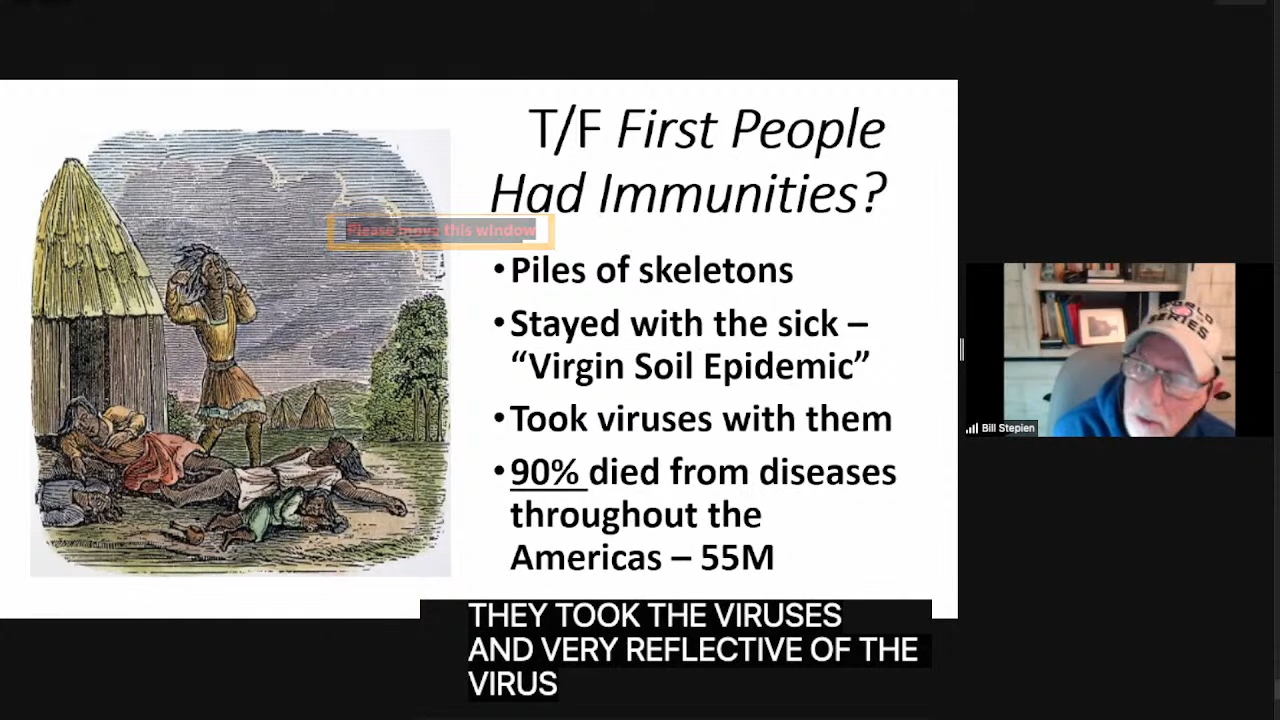 T/F First People
Had Immunities?
Please move this window
•Piles of skeletons
•Stayed with the sick –
“Virgin Soil Epidemic”
•Took viruses with them
•90% died from diseases
throughout the
Americas – 55M
WORLD
SERIES
Bill Stepien
THEY TOOK THE VIRUSES
AND VERY REFLECTIVE OF THE
VIRUS